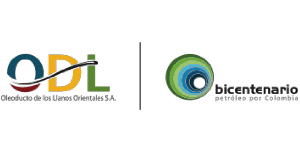 ODL
Oleoducto de los Llanos Orientales S.A.
bicentenario
petróleo por Colombia